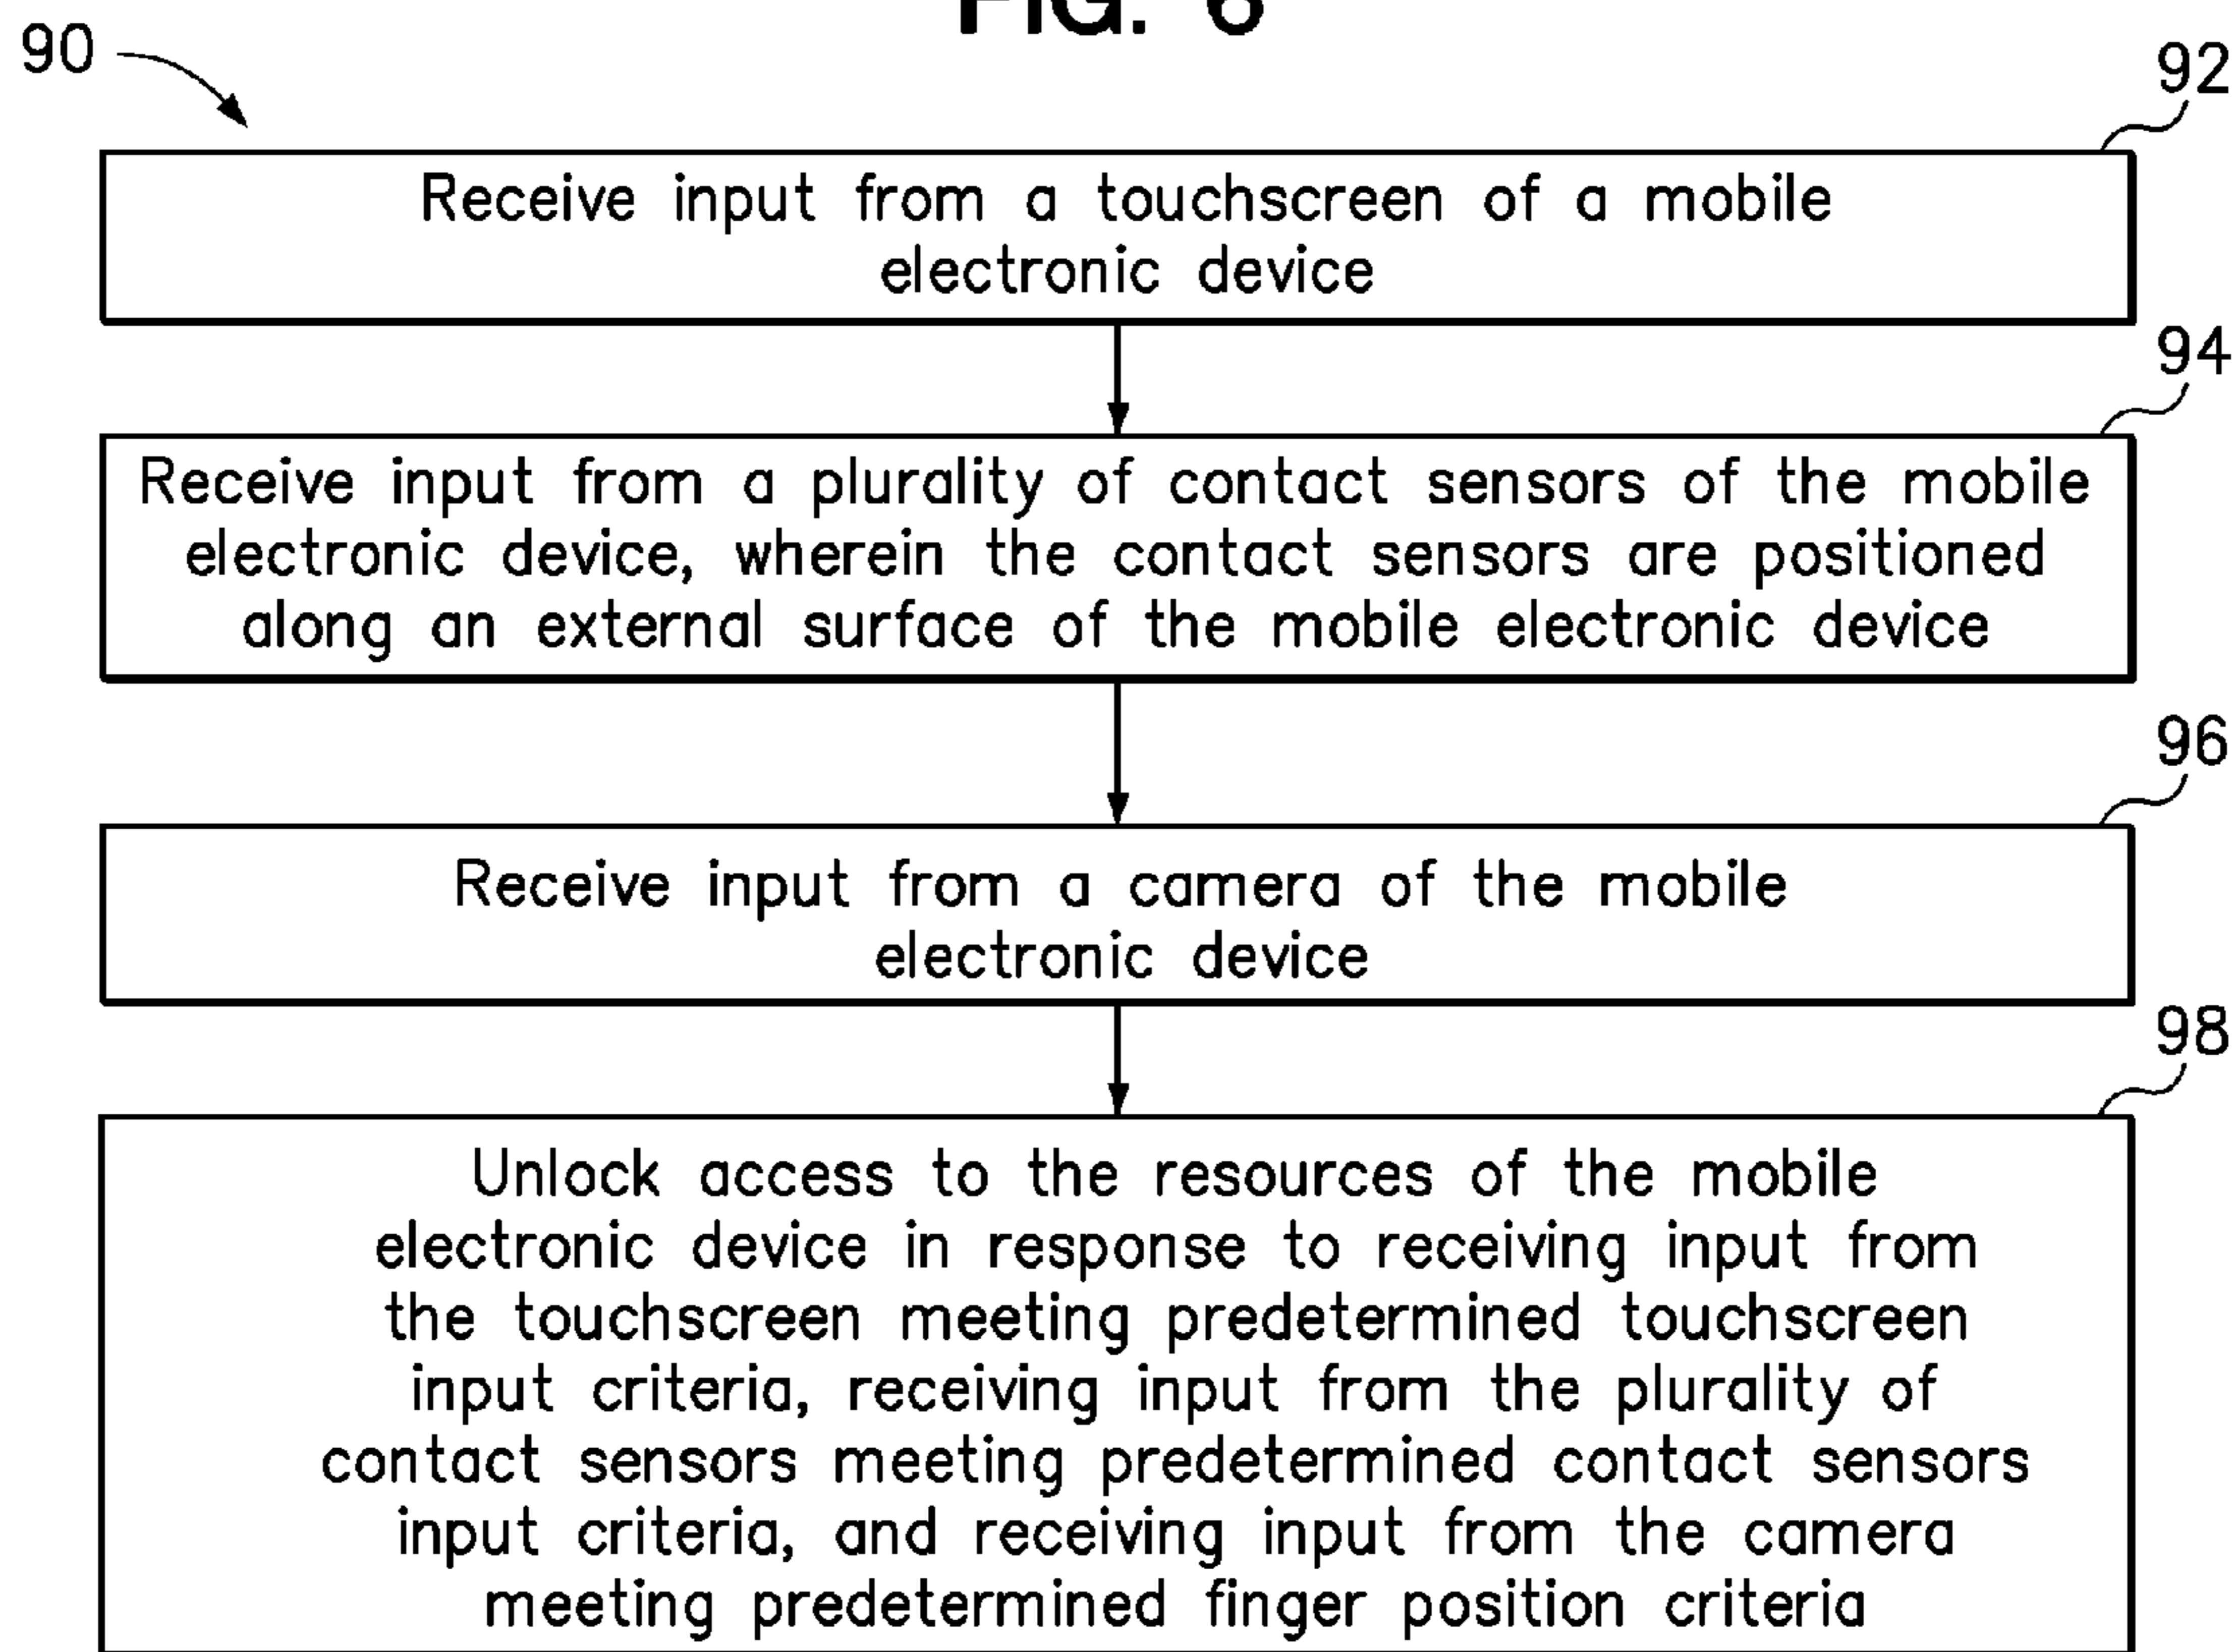 FIG. 6
90
92
Receive input from a touchscreen of a mobile
electronic device
94
Receive input from a plurality of contact sensors of the mobile
electronic device, wherein the contact sensors are positioned
along an external surface of the mobile electronic device
96
Receive input from a camera of the mobile
electronic device
98
Unlock access to the resources of the mobile
electronic device in response to receiving input from
the touchscreen meeting predetermined touchscreen
input criteria, receiving input from the plurality of
contact sensors meeting predetermined contact sensors
input criteria, and receiving input from the camera
meeting predetermined finger position criteria